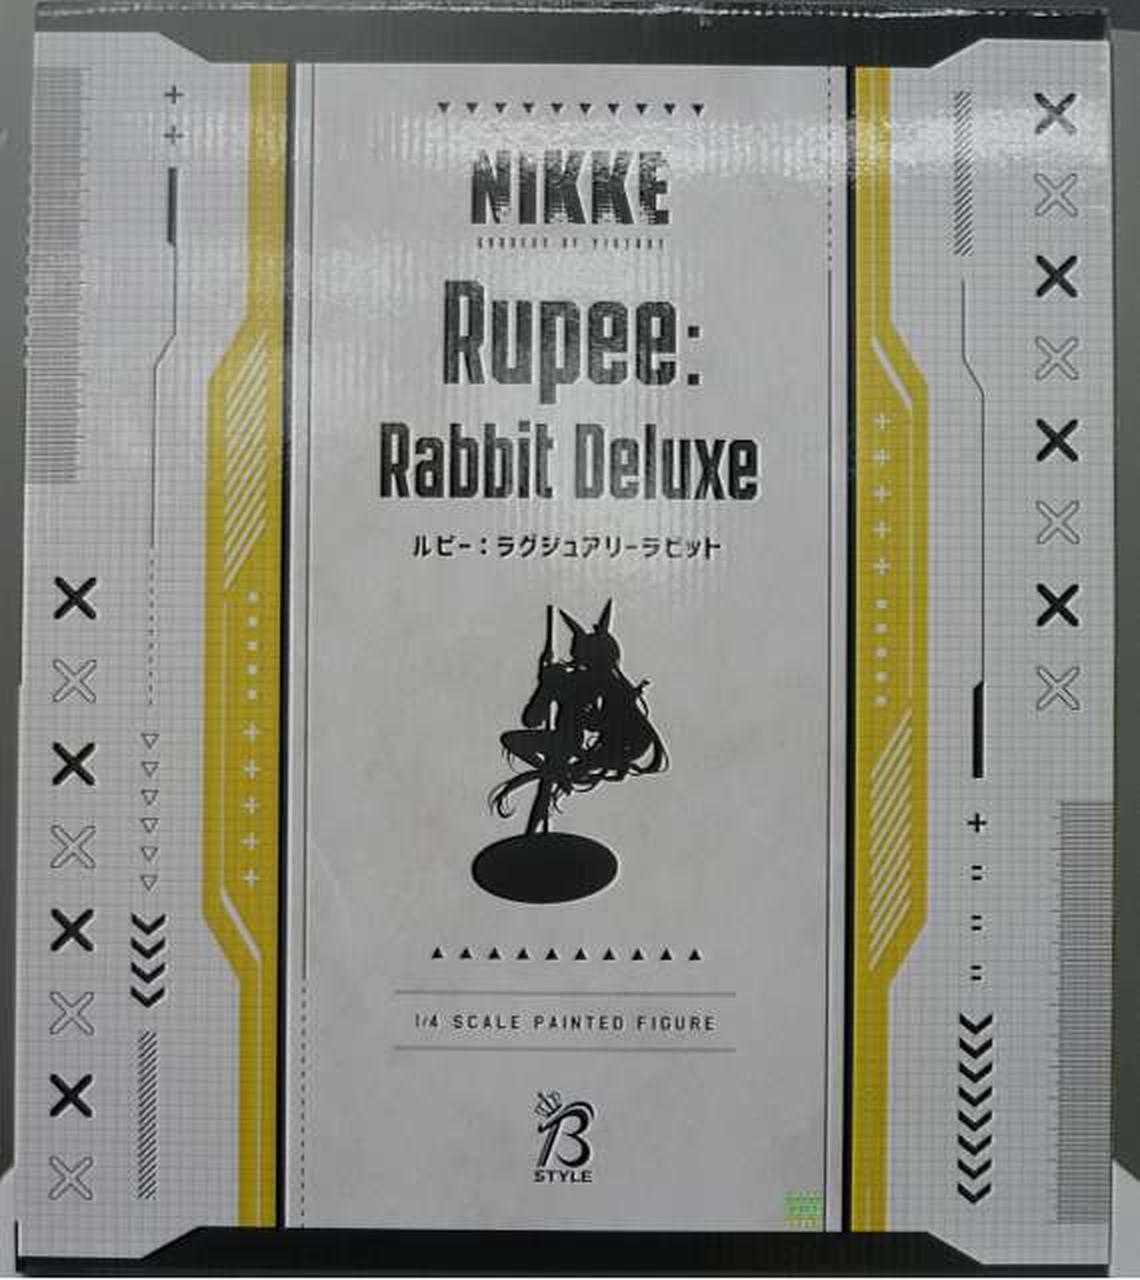 NIKKE
GODDESS OF VICTORY
Rupee:
Rabbit Deluxe
ルピー：ラグジュアリーラビット
1/4 SCALE PAINTED FIGURE
B
STYLE